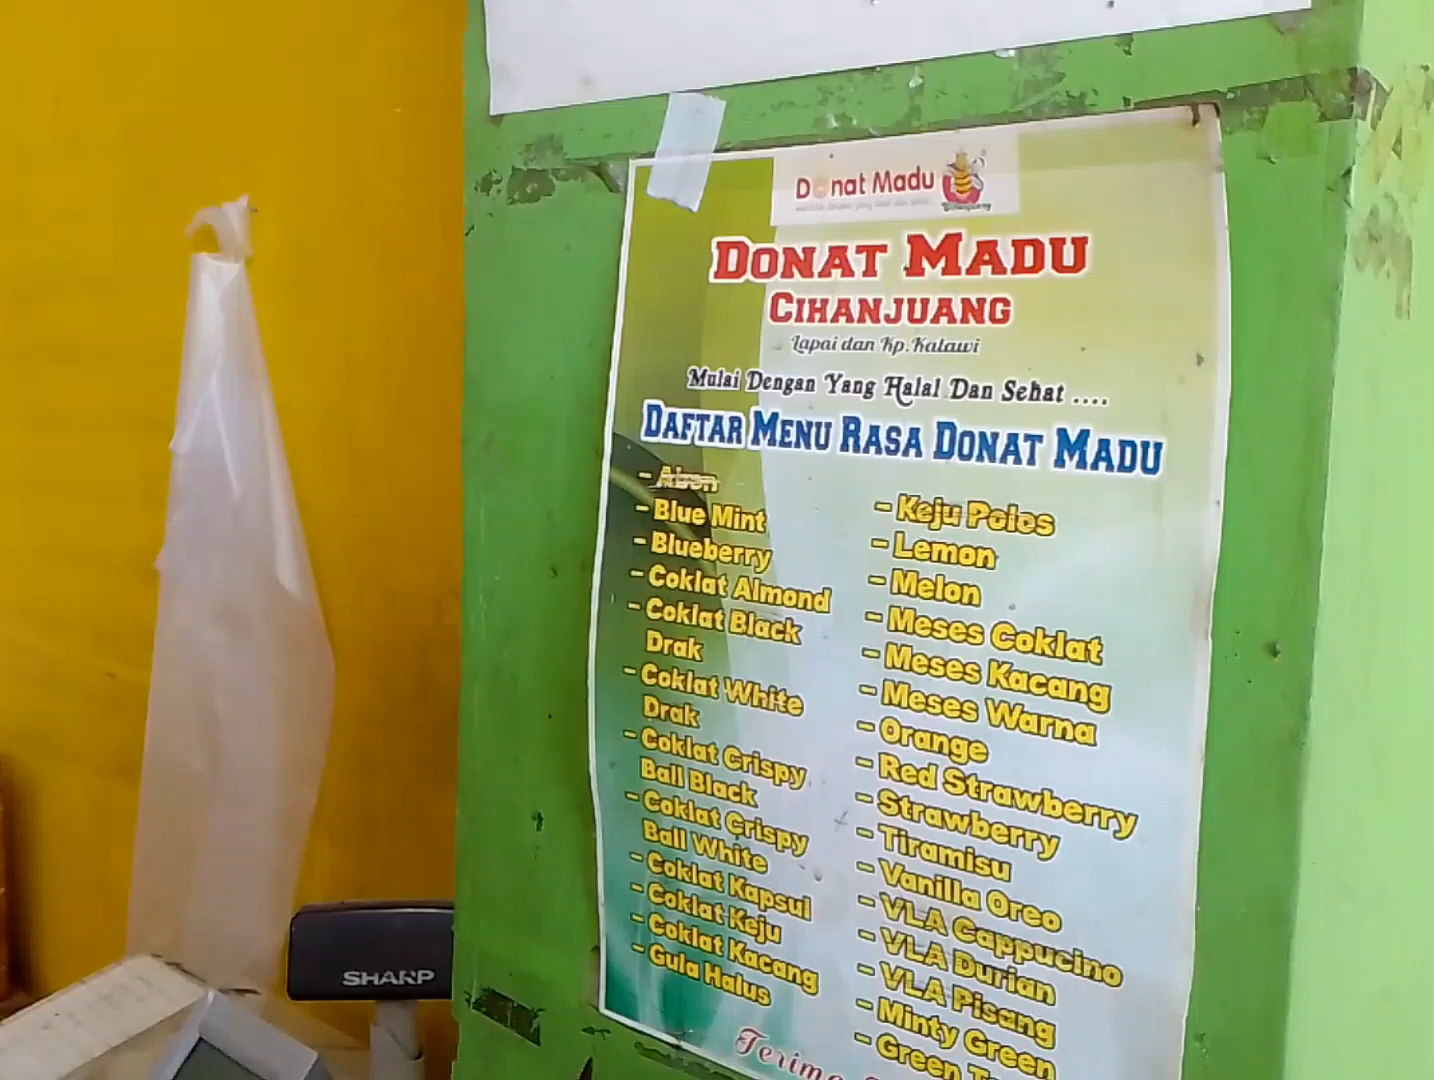 Donat Madu
Cihanjuang
DONAT MADU
CIHANJUANG
Lapai dan Kp.Kalawi
Mulai Dengan Yang Halal Dan Sehat ....
DAFTAR MENU RASA DONAT MADU
- Abon
- Blue Mint
- Blueberry
- Coklat Almond
- Coklat Black
Drak
- Coklat White
Drak
- Coklat Crispy
Ball Black
- Coklat Crispy
Ball White
- Coklat Kapsul
- Coklat Keju
- Coklat Kacang
- Gula Halus
- Keju Polos
- Lemon
- Melon
- Meses Coklat
- Meses Kacang
- Meses Warna
- Orange
- Red Strawberry
- Strawberry
- Tiramisu
- Vanilla Oreo
- VLA Cappucino
- VLA Durian
- VLA Pisang
- Minty Green
- Green
SHARP